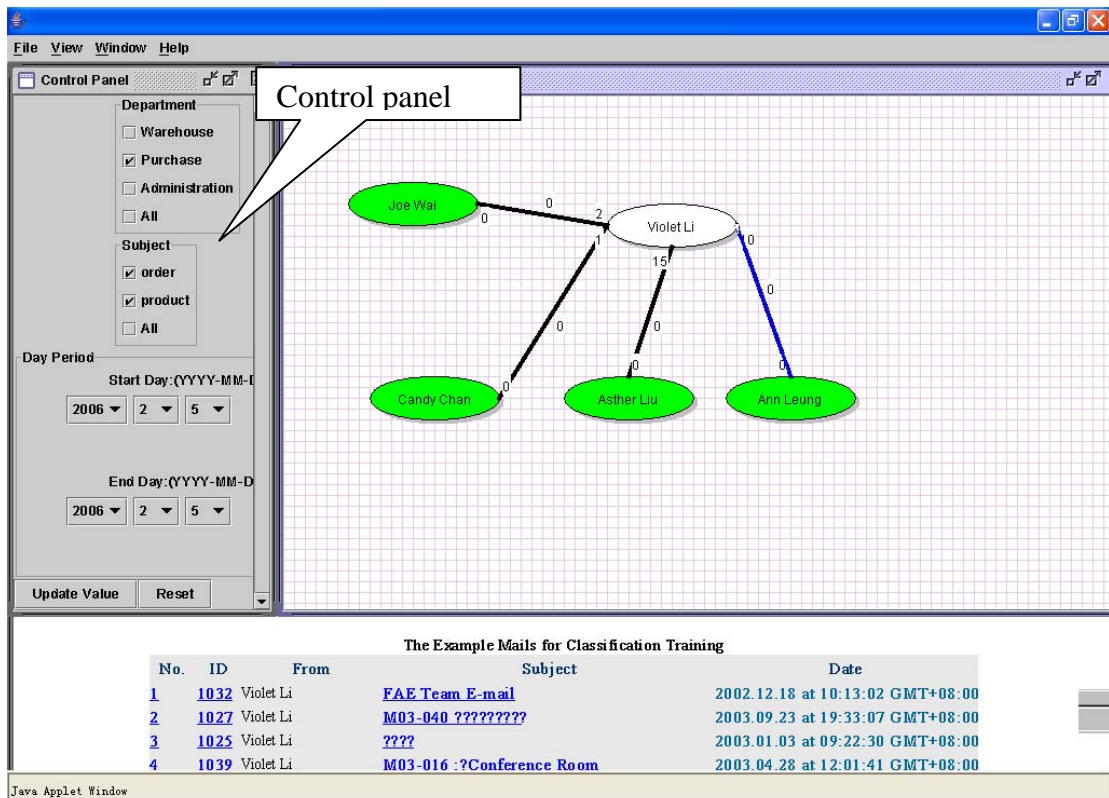 File View Window Help
Control Panel
Control panel
Department
Warehouse
Purchase
Administration
All
Subject
order
product
All
Day Period
Start Day:(YYYY-MM-D
2006 2 5
End Day:(YYYY-MM-D
2006 2 5
Update Value Reset
Joe Wai
0
0
2
Violet Li
1
15
10
0
0
0
0
0
0
Candy Chan
Asther Liu
Ann Leung
The Example Mails for Classification Training
No. ID From Subject Date
1 1032 Violet Li FAE Team E-mail 2002.12.18 at 10:13:02 GMT+08:00
2 1027 Violet Li M03-040 ????????? 2003.09.23 at 19:33:07 GMT+08:00
3 1025 Violet Li ???? 2003.01.03 at 09:22:30 GMT+08:00
4 1039 Violet Li M03-016 :?Conference Room 2003.04.28 at 12:01:41 GMT+08:00
Java Applet Window